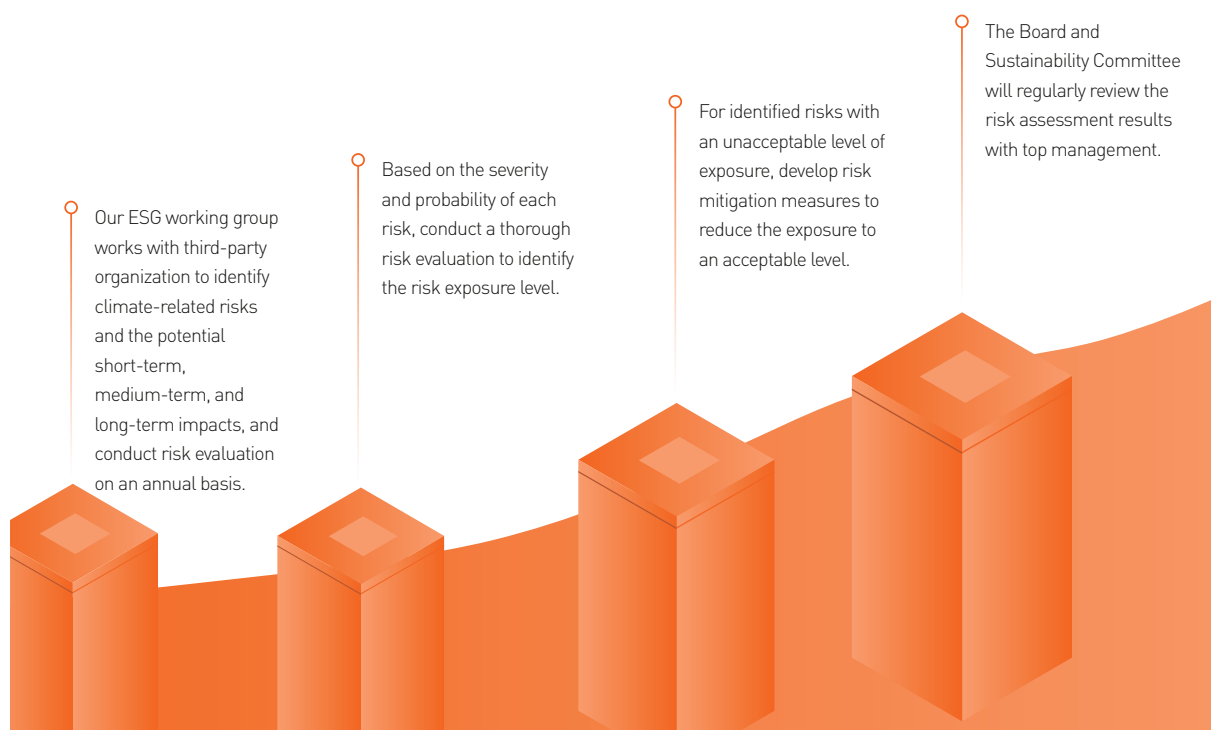 Our ESG working group
works with third-party
organization to identify
climate-related risks
and the potential
short-term,
medium-term, and
long-term impacts, and
conduct risk evaluation
on an annual basis.
Based on the severity
and probability of each
risk, conduct a thorough
risk evaluation to identify
the risk exposure level.
For identified risks with
an unacceptable level of
exposure, develop risk
mitigation measures to
reduce the exposure to
an acceptable level.
The Board and
Sustainability Committee
will regularly review the
risk assessment results
with top management.